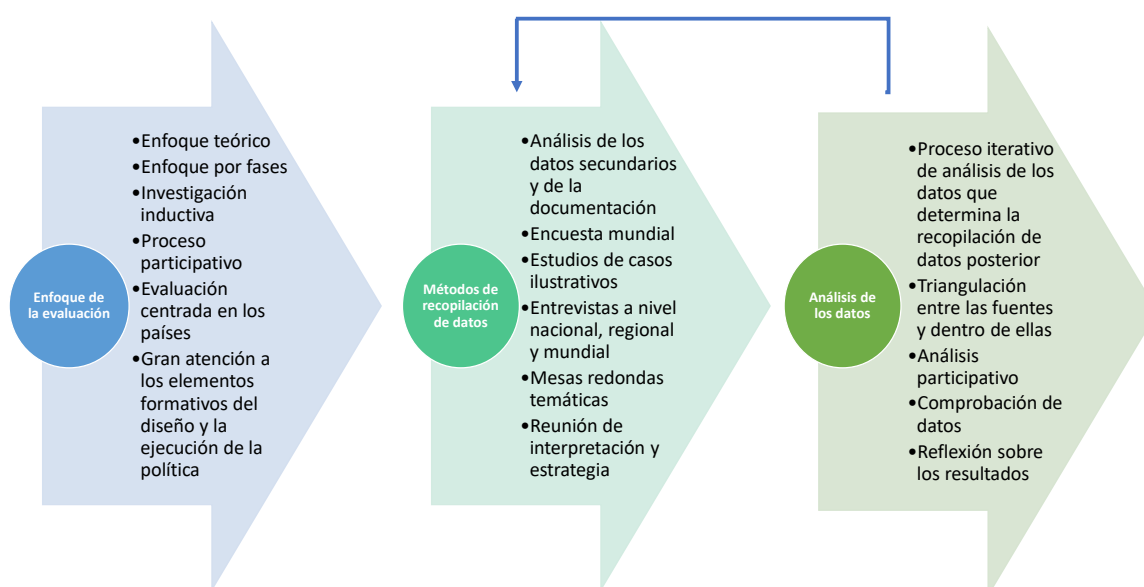 Enfoque de
la evaluación
•Enfoque teórico
•Enfoque por fases
•Investigación
inductiva
•Proceso
participativo
•Evaluación
centrada en los
países
•Gran atención a
los elementos
formativos del
diseño y la
ejecución de la
política
Métodos de
recopilación
de datos
•Análisis de los
datos secundarios
y de la
documentación
•Encuesta mundial
•Estudios de casos
ilustrativos
•Entrevistas a nivel
nacional, regional
y mundial
•Mesas redondas
temáticas
•Reunión de
interpretación y
estrategia
Análisis de
los datos
•Proceso iterativo
de análisis de los
datos que
determina la
recopilación de
datos posterior
•Triangulación
entre las fuentes
y dentro de ellas
•Análisis
participativo
•Comprobación de
datos
•Reflexión sobre
los resultados